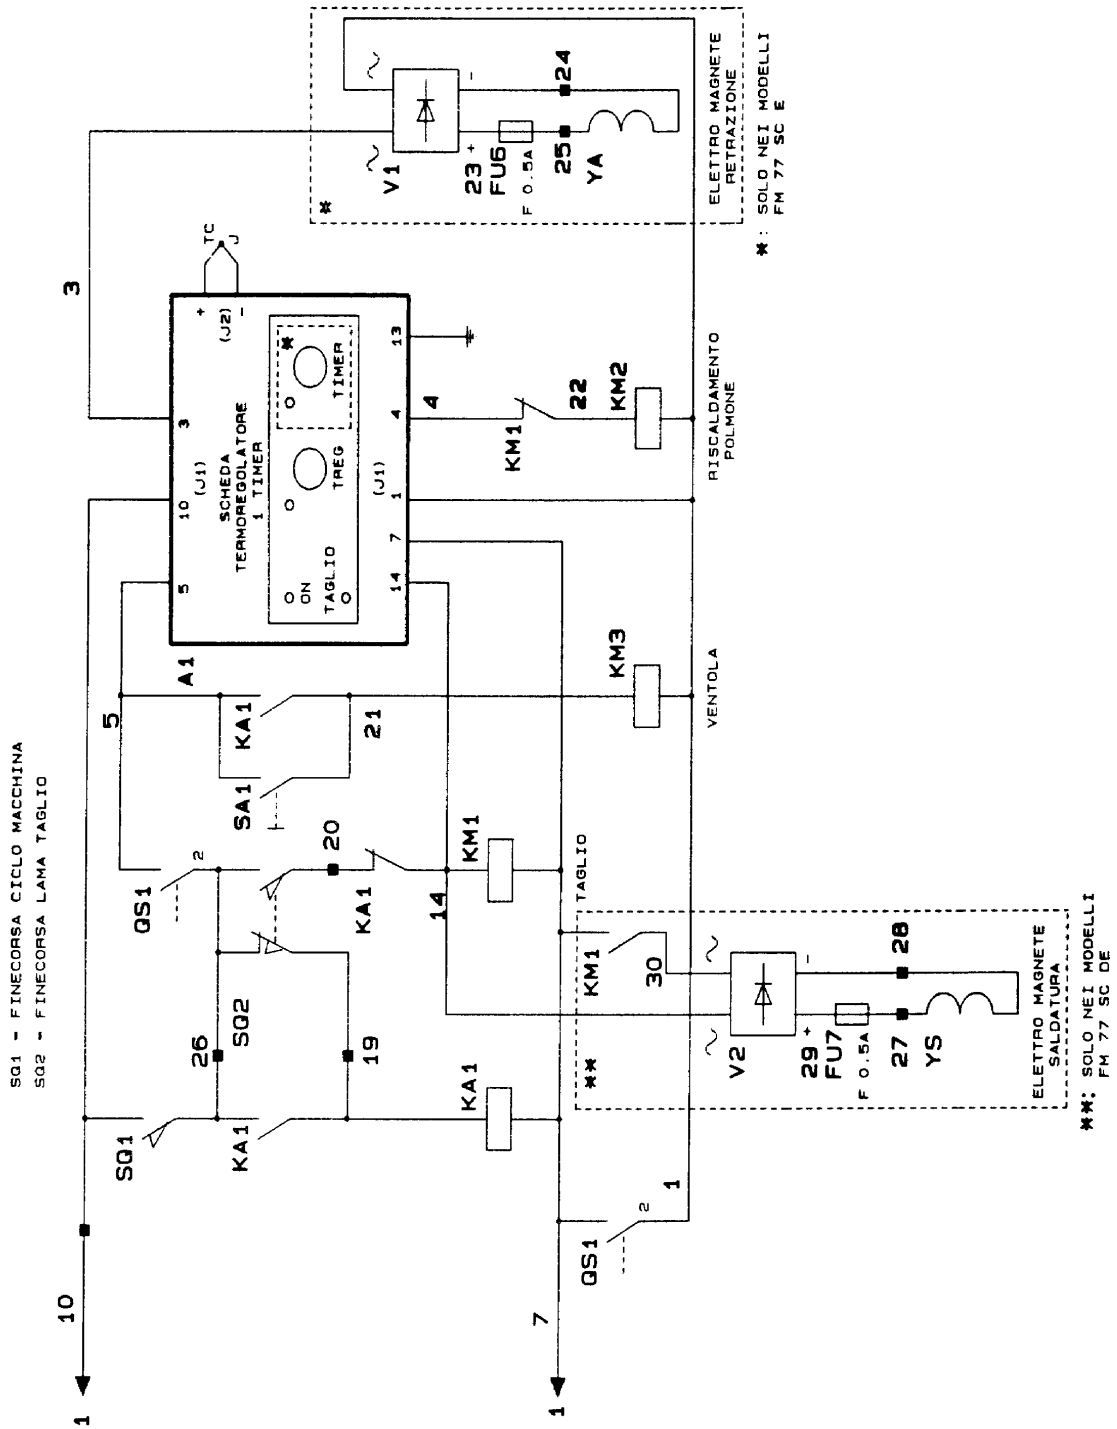 SQ1 - FINECORSA CICLO MACCHINA
SQ2 - FINECORSA LAMA TAGLIO
1
10
3
5
SQ1
KA1
26
SQ2
19
KA1
QS1
2
20
KA1
14
KM1
SA1
KA1
21
A1
KM3
VENTOLA
5
10
3
(J1)
SCHEDA
TERMOREGOLATORE
1 TIMER
+
(J2)
-
TC
J
ON
TAGLIO
TREG
*
TIMER
14
7
1
(J1)
4
13
4
KM1
22
KM2
RISCALDAMENTO
POLMONE
*
V1
~
~
23
+
-
FU6
F 0.5A
25
24
YA
ELETTRO MAGNETE
RETRAZIONE
*: SOLO NEI MODELLI
FM 77 SC E
1
7
QS1
2
1
TAGLIO
**
KM1
30
V2
~
~
29
+
-
FU7
F 0.5A
27
28
YS
ELETTRO MAGNETE
SALDATURA
**: SOLO NEI MODELLI
FM 77 SC DE